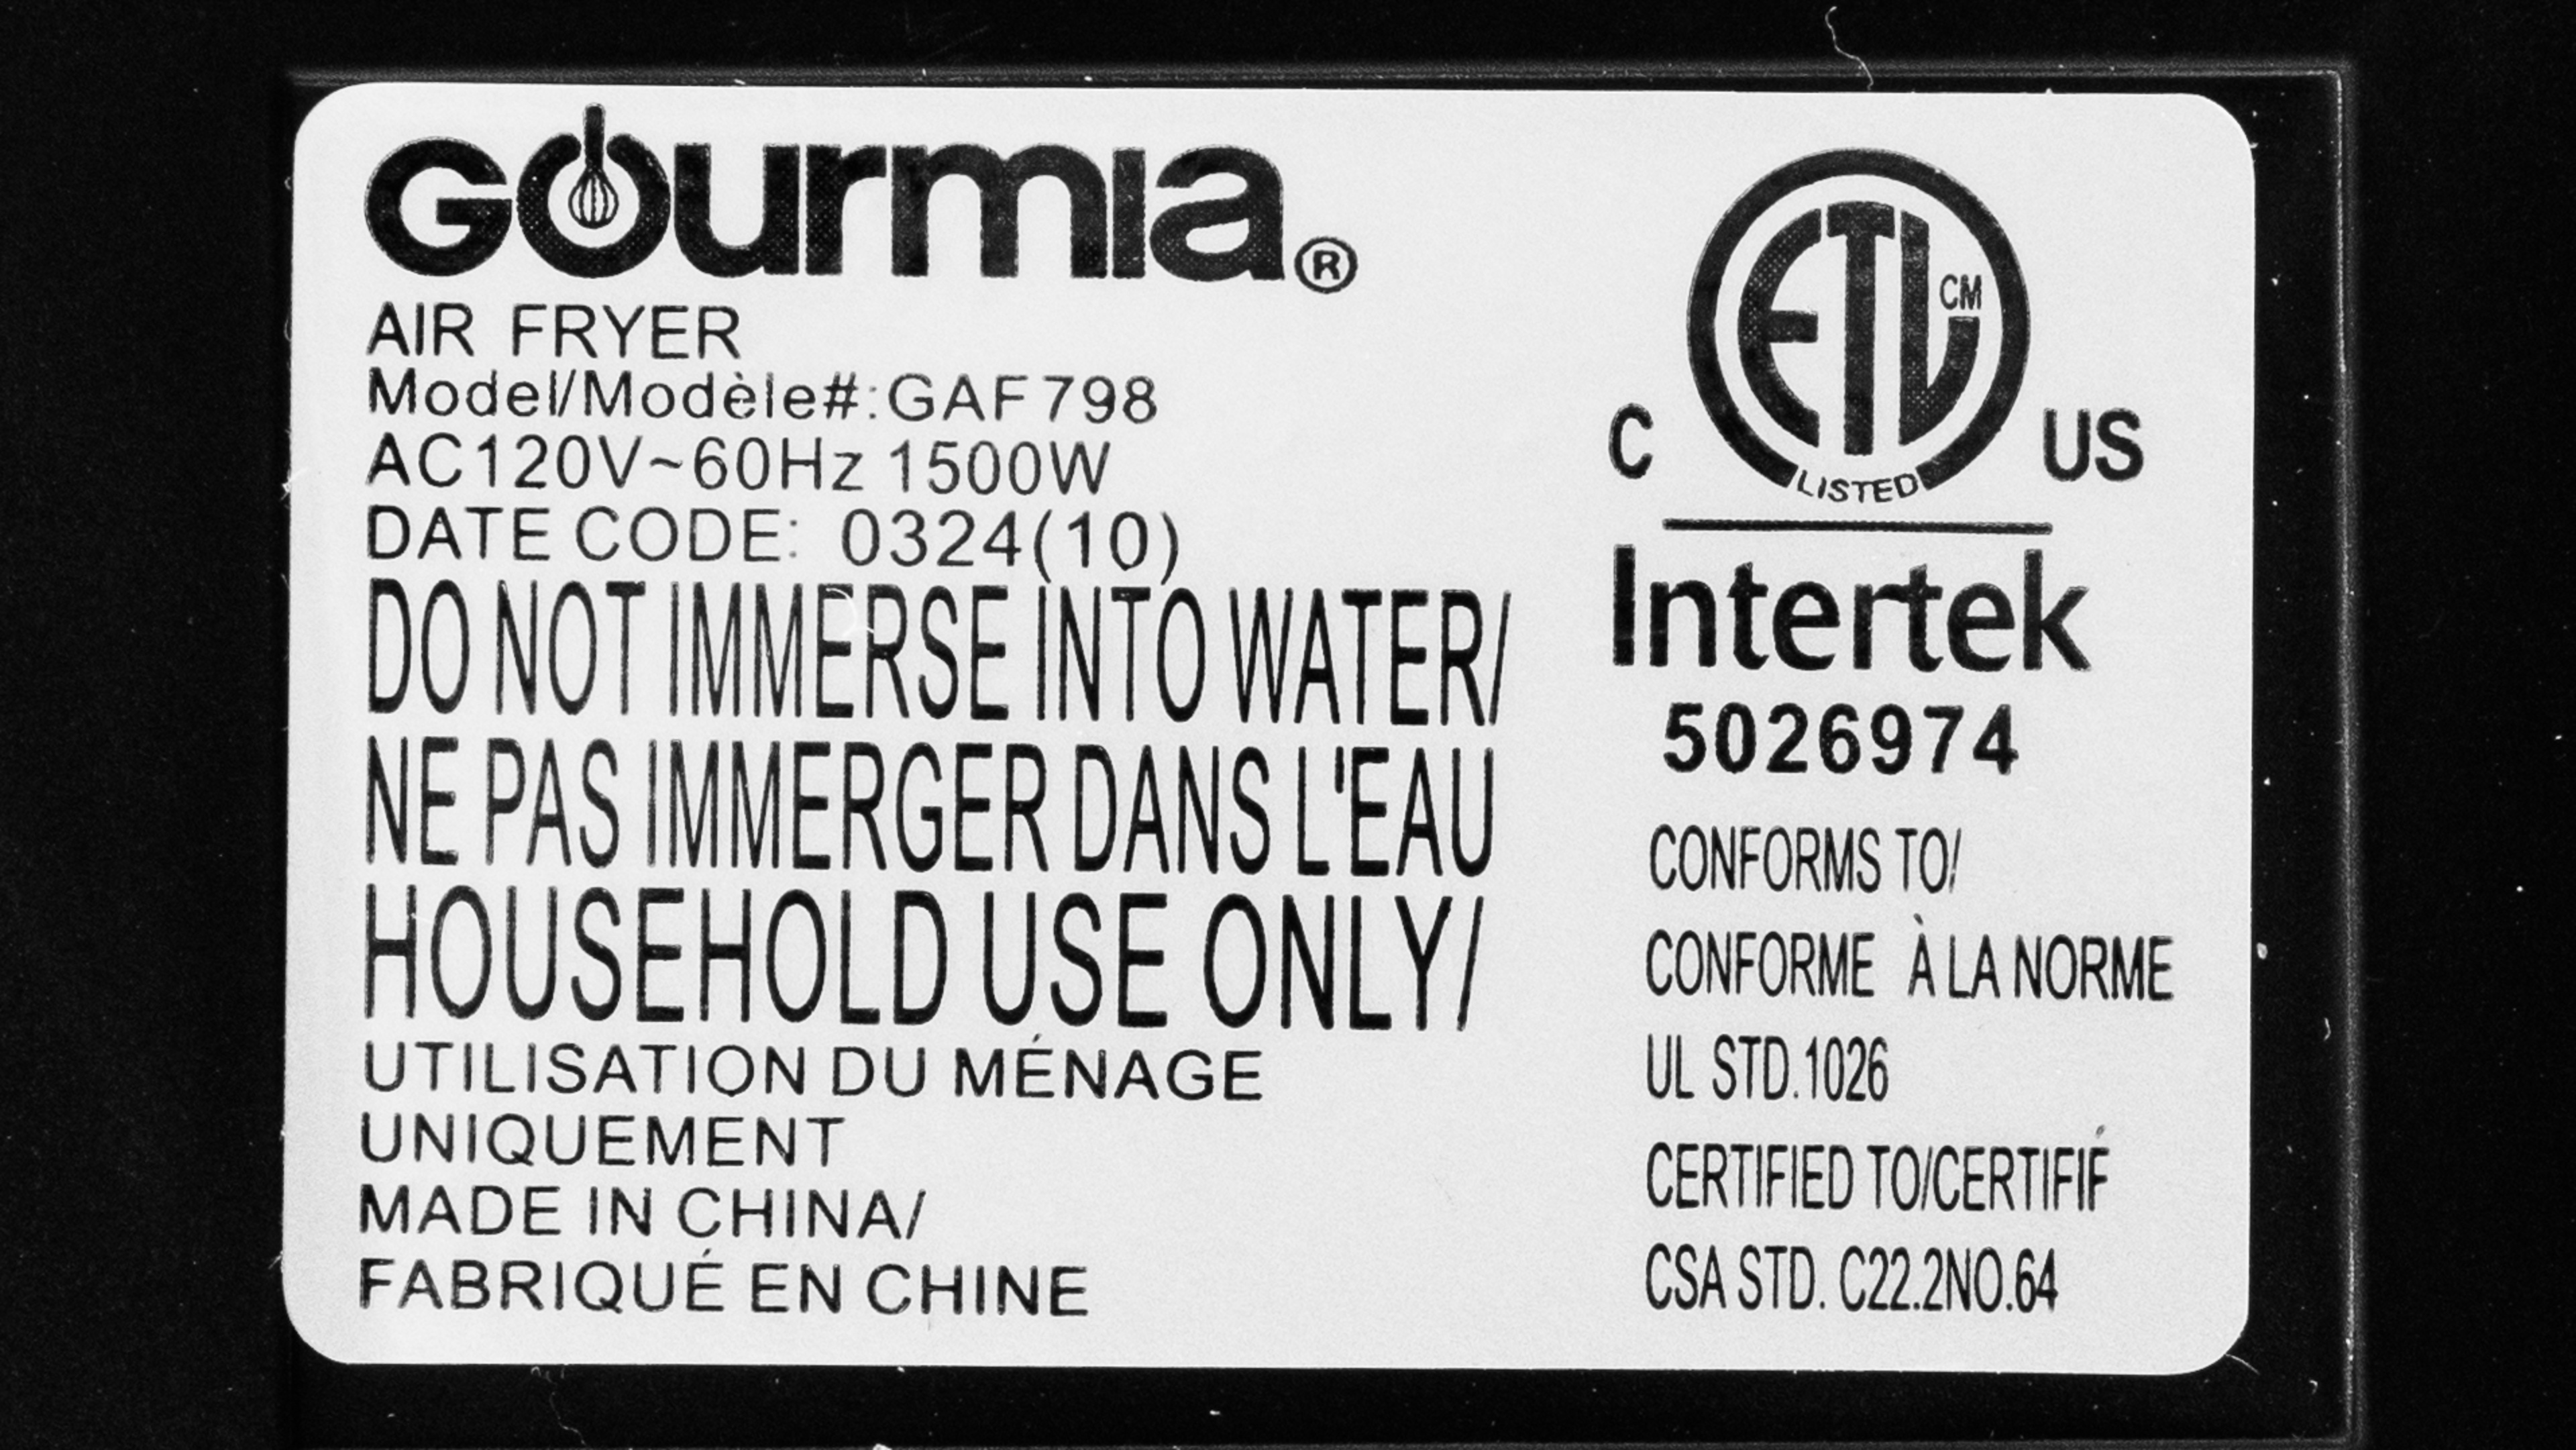 Gourmia®
AIR FRYER
Model/Modèle#:GAF798
AC120V~60Hz 1500W
DATE CODE: 0324(10)
DO NOT IMMERSE INTO WATER/
NE PAS IMMERGER DANS L'EAU
HOUSEHOLD USE ONLY/
UTILISATION DU MÉNAGE
UNIQUEMENT
MADE IN CHINA/
FABRIQUÉ EN CHINE
ETL CM
LISTED
C US
Intertek
5026974
CONFORMS TO/
CONFORME À LA NORME
UL STD.1026
CERTIFIED TO/CERTIFIÉ
CSA STD. C22.2NO.64